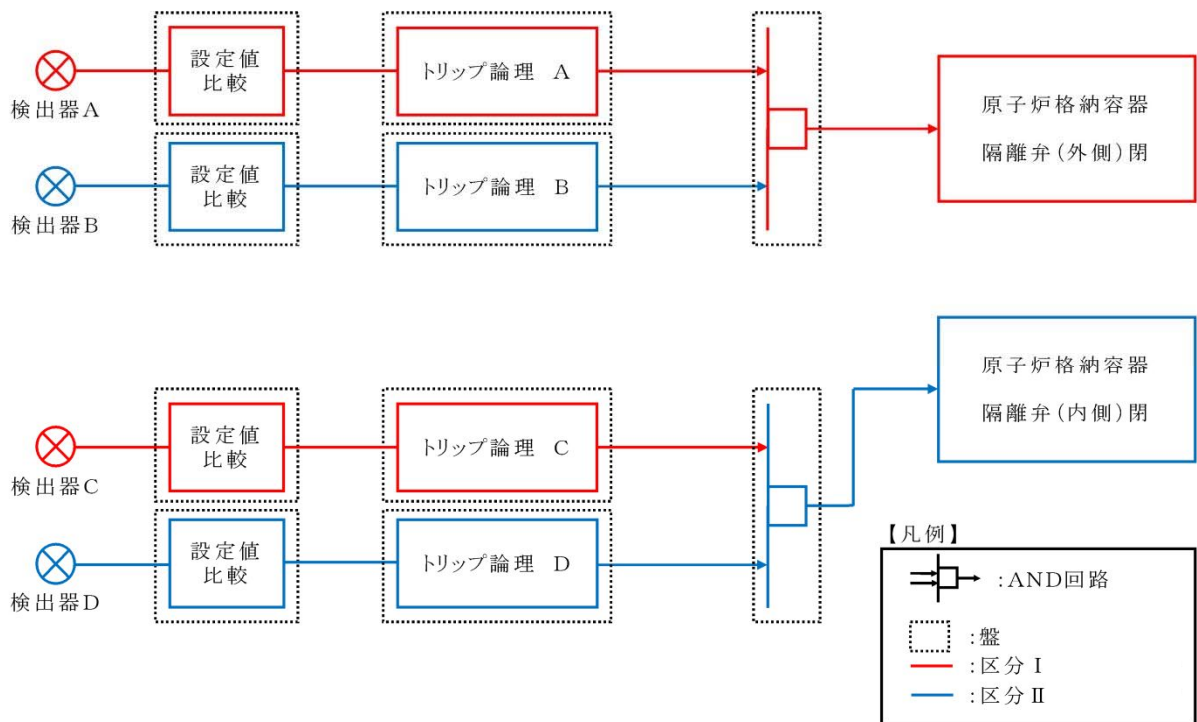 検出器A
設定値
比較
トリップ論理 A
検出器B
設定値
比較
トリップ論理 B
原子炉格納容器
隔離弁(外側)閉
検出器C
設定値
比較
トリップ論理 C
検出器D
設定値
比較
トリップ論理 D
原子炉格納容器
隔離弁(内側)閉
【凡例】
:AND回路
:盤
:区分Ⅰ
:区分Ⅱ